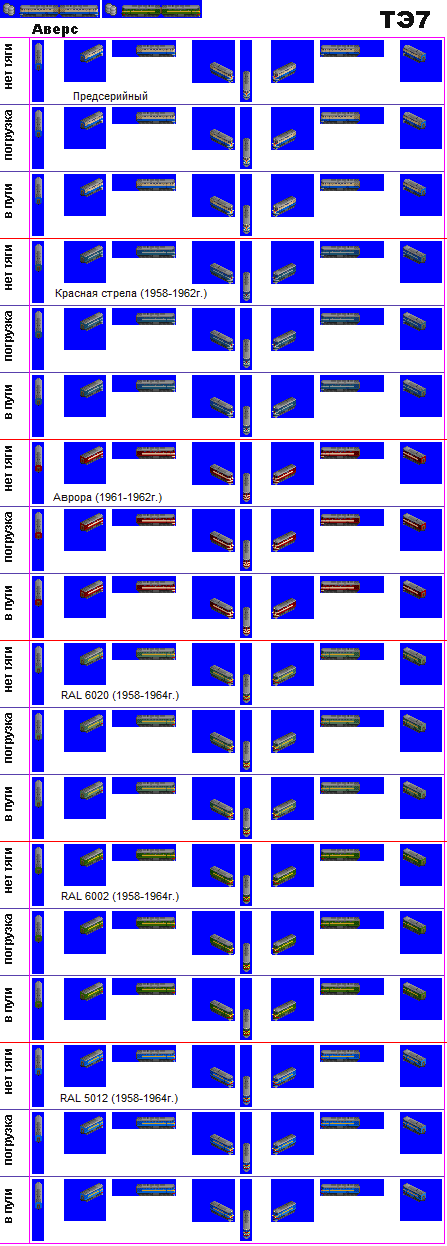 ТЭ7
Аверс
нет тяги
Предсерийный
погрузка
в пути
нет тяги
Красная стрела (1958-1962г.)
погрузка
в пути
нет тяги
Аврора (1961-1962г.)
погрузка
в пути
нет тяги
RAL 6020 (1958-1964г.)
погрузка
в пути
нет тяги
RAL 6002 (1958-1964г.)
погрузка
в пути
нет тяги
RAL 5012 (1958-1964г.)
погрузка
в пути